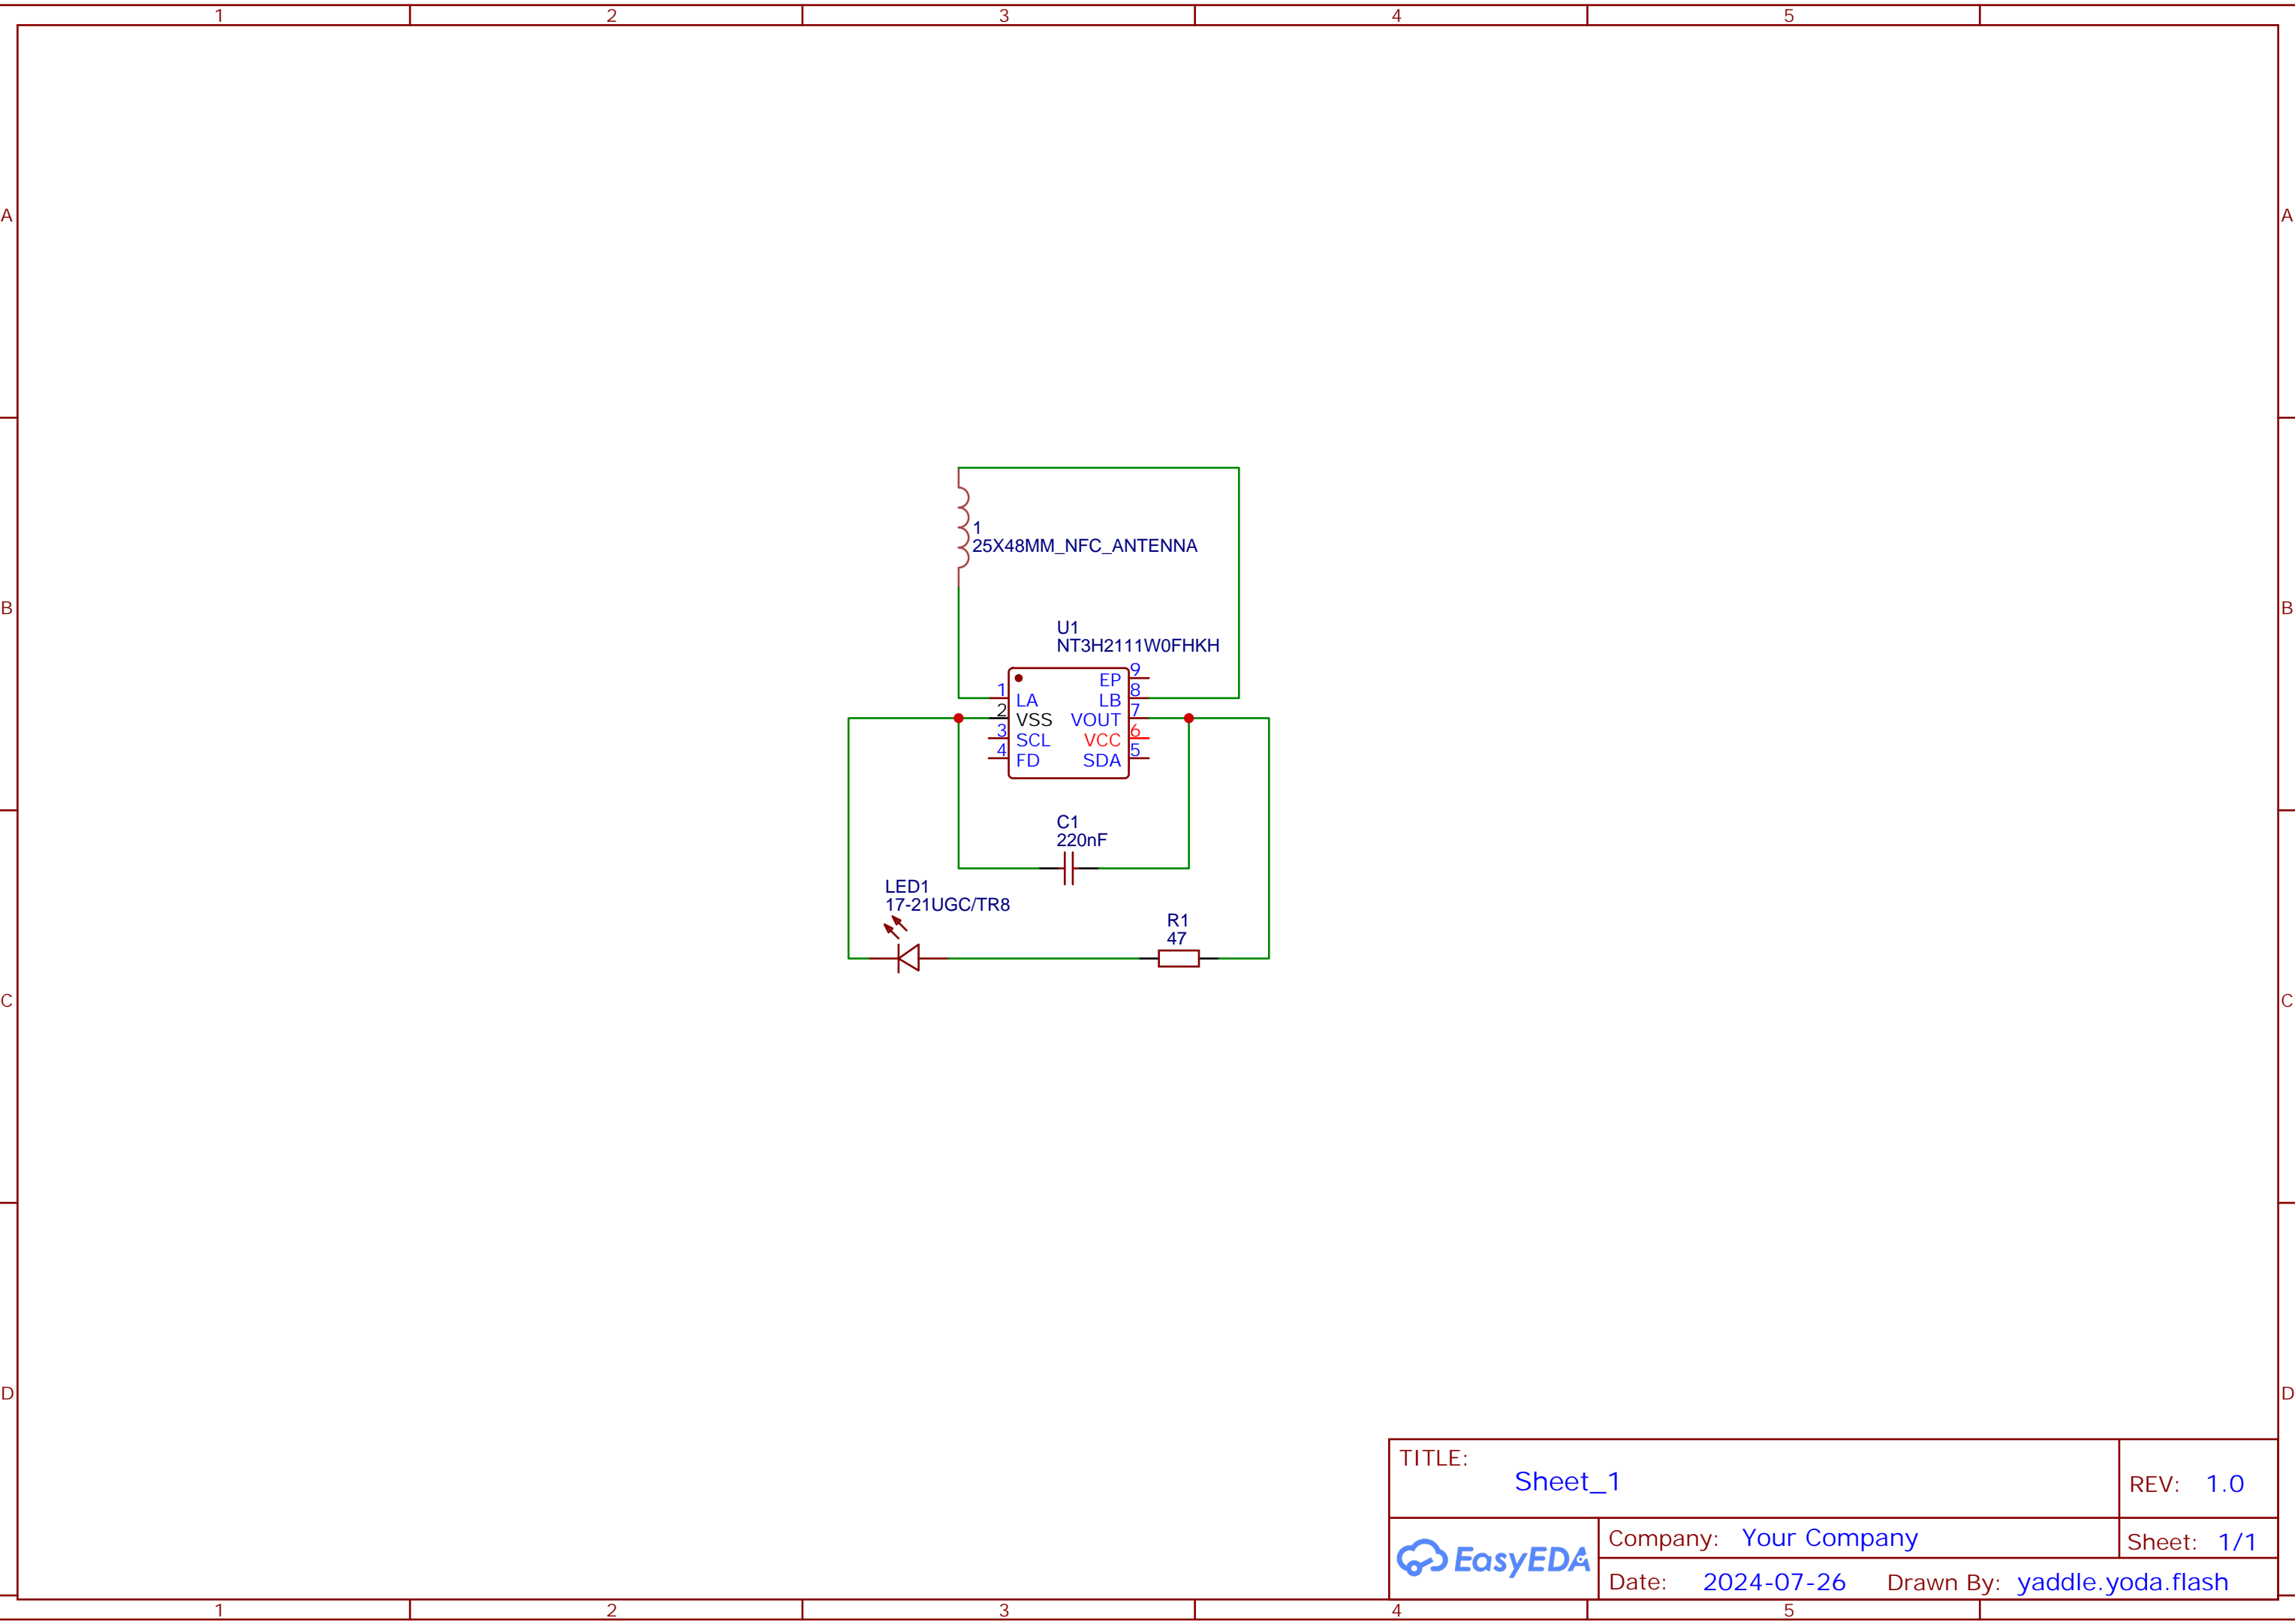 1 2 3 4 5
A A
1
25X48MM_NFC_ANTENNA
B B
U1
NT3H2111W0FHKH
1 LA
2 VSS
3 SCL
4 FD
EP 9
LB 8
VOUT 7
VCC 6
SDA 5
C1
220nF
LED1
17-21UGC/TR8
R1
47
C C
D D
TITLE:
Sheet_1
REV: 1.0
EasyEDA
Company: Your Company
Sheet: 1/1
Date: 2024-07-26 Drawn By: yaddle.yoda.flash
1 2 3 4 5